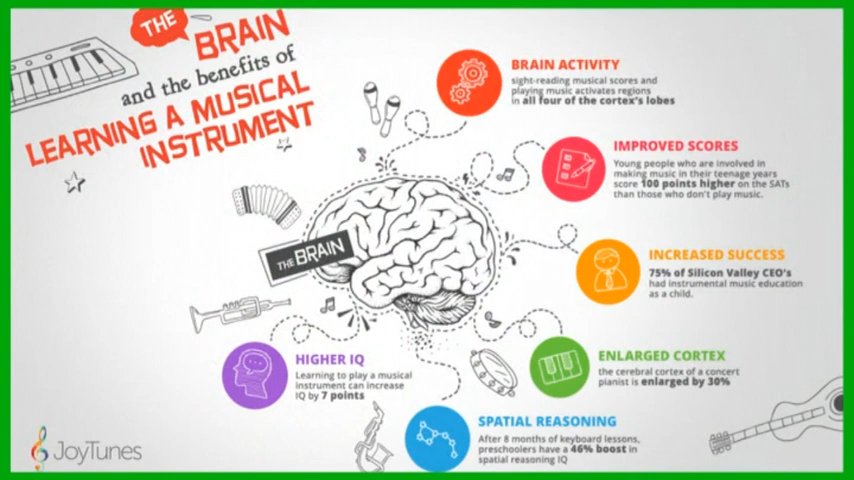 THE
BRAIN
and the benefits of
LEARNING A MUSICAL
INSTRUMENT
BRAIN ACTIVITY
sight-reading musical scores and
playing music activates regions
in all four of the cortex's lobes
IMPROVED SCORES
Young people who are involved in
making music in their teenage years
score 100 points higher on the SATs
than those who don't play music.
THE BRAIN
INCREASED SUCCESS
75% of Silicon Valley CEO's
had instrumental music education
as a child.
HIGHER IQ
Learning to play a musical
instrument can increase
IQ by 7 points
ENLARGED CORTEX
the cerebral cortex of a concert
pianist is enlarged by 30%
SPATIAL REASONING
After 8 months of keyboard lessons,
preschoolers have a 46% boost in
spatial reasoning IQ
JoyTunes